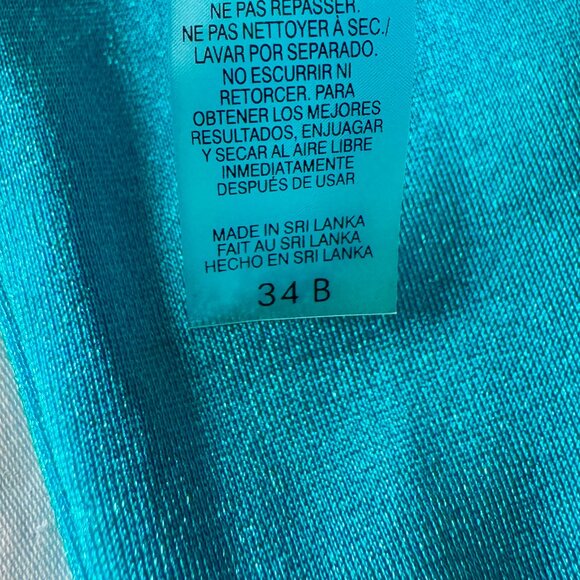 NE PAS REPASSER.
NE PAS NETTOYER À SEC./
LAVAR POR SEPARADO.
NO ESCURRIR NI
RETORCER. PARA
OBTENER LOS MEJORES
RESULTADOS, ENJUAGAR
Y SECAR AL AIRE LIBRE
INMEDIATAMENTE
DESPUÉS DE USAR
MADE IN SRI LANKA
FAIT AU SRI LANKA
HECHO EN SRI LANKA
34 B